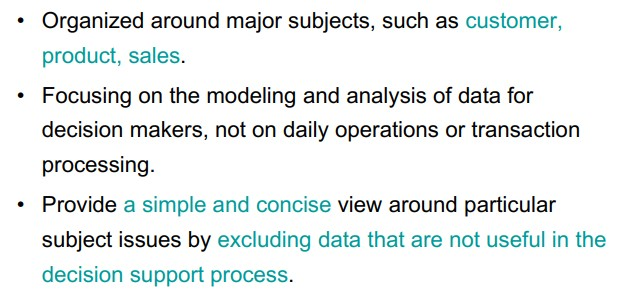 • Organized around major subjects, such as customer,
product, sales.
• Focusing on the modeling and analysis of data for
decision makers, not on daily operations or transaction
processing.
• Provide a simple and concise view around particular
subject issues by excluding data that are not useful in the
decision support process.